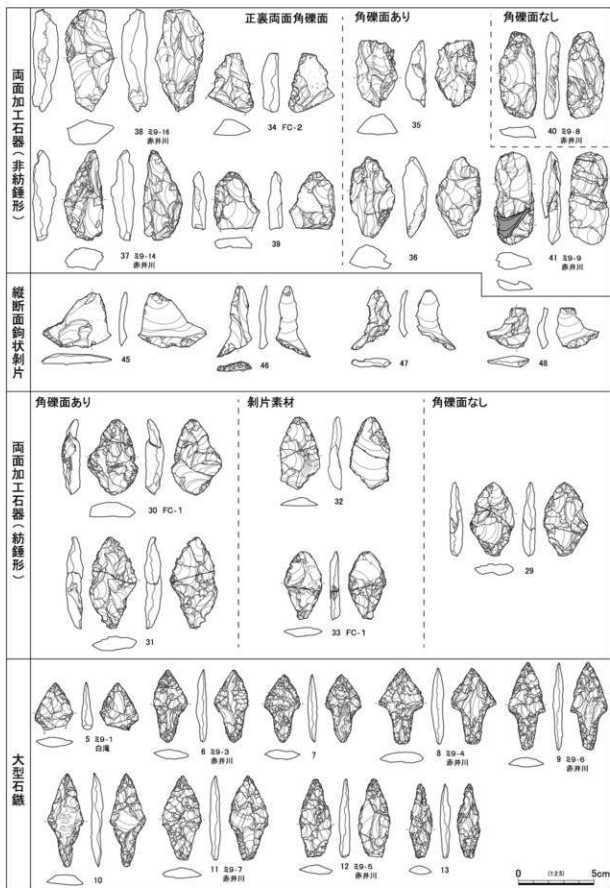 両面加工石器(非紡錘形)
正裏両面角礫面
角礫面あり
角礫面なし
38 ミ9-16
赤井川
34 FC-2
35
40 ミ9-8
赤井川
37 ミ9-14
赤井川
39
36
41 ミ9-9
赤井川
縦断面鉤状剥片
45
46
47
48
両面加工石器(紡錘形)
角礫面あり
剥片素材
角礫面なし
30 FC-1
32
29
31
33 FC-1
大型石鏃
5 ミ9-1
白滝
6 ミ9-3
赤井川
7
8 ミ9-4
赤井川
9 ミ9-6
赤井川
10
11 ミ9-7
赤井川
12 ミ9-5
赤井川
13
0 (1:2.5) 5cm